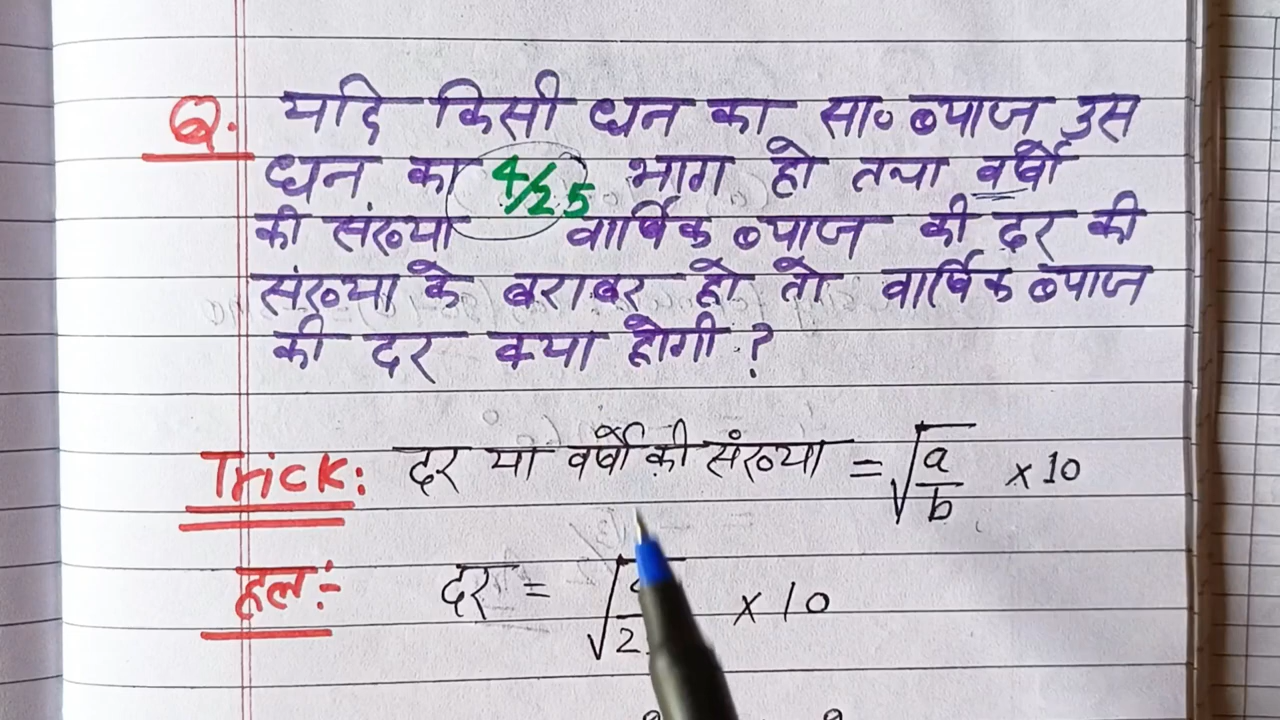 Q. यदि किसी धन का सा० ब्याज उस
धन का 4/25 भाग हो तथा वर्षो
की संख्या वार्षिक ब्याज की दर की
संख्या के बराबर हो तो वार्षिक ब्याज
की दर क्या होगी ?
Trick: दर या वर्षो की संख्या = √a/b × 10
हल:- दर = √ 2 × 10